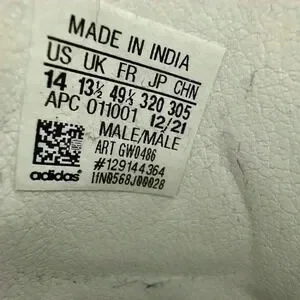 MADE IN INDIA
US UK FR JP CHN
14 13½ 49⅓ 320 305
APC 011001 12/21
MALE/MALE
ART GW0486
#129144364
adidas® 1IN0568J00028